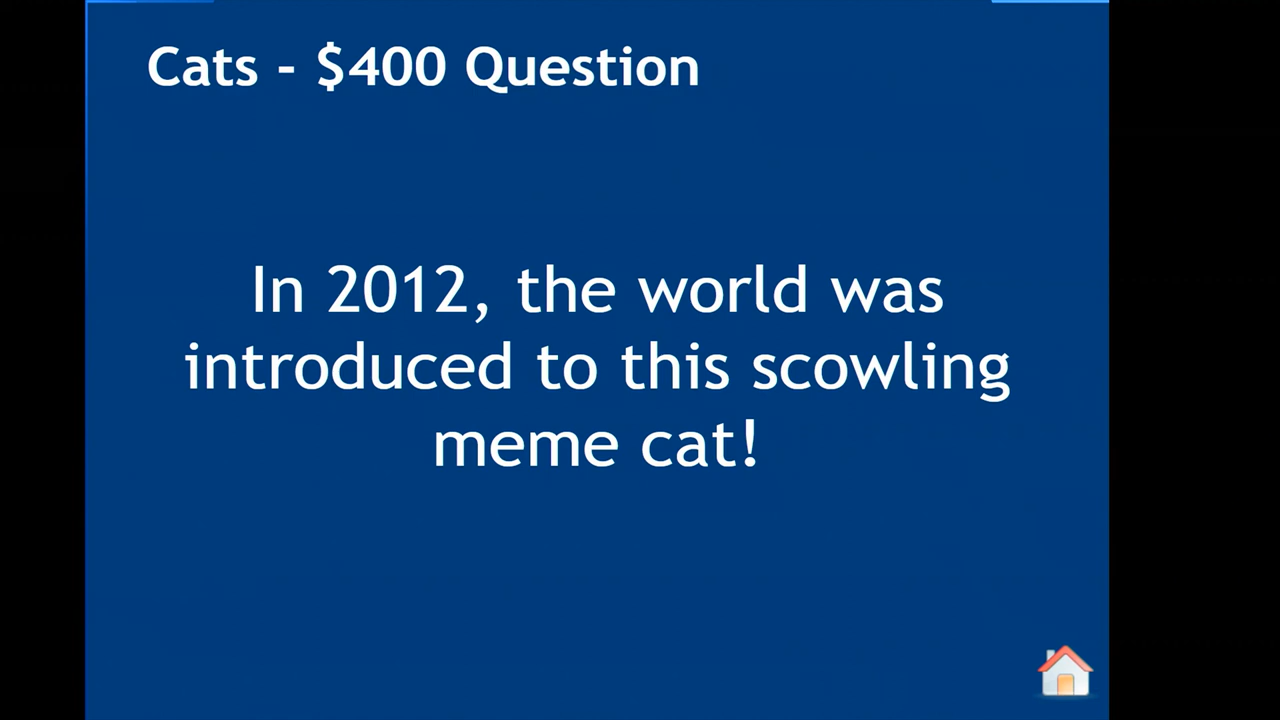 Cats - $400 Question
In 2012, the world was
introduced to this scowling
meme cat!